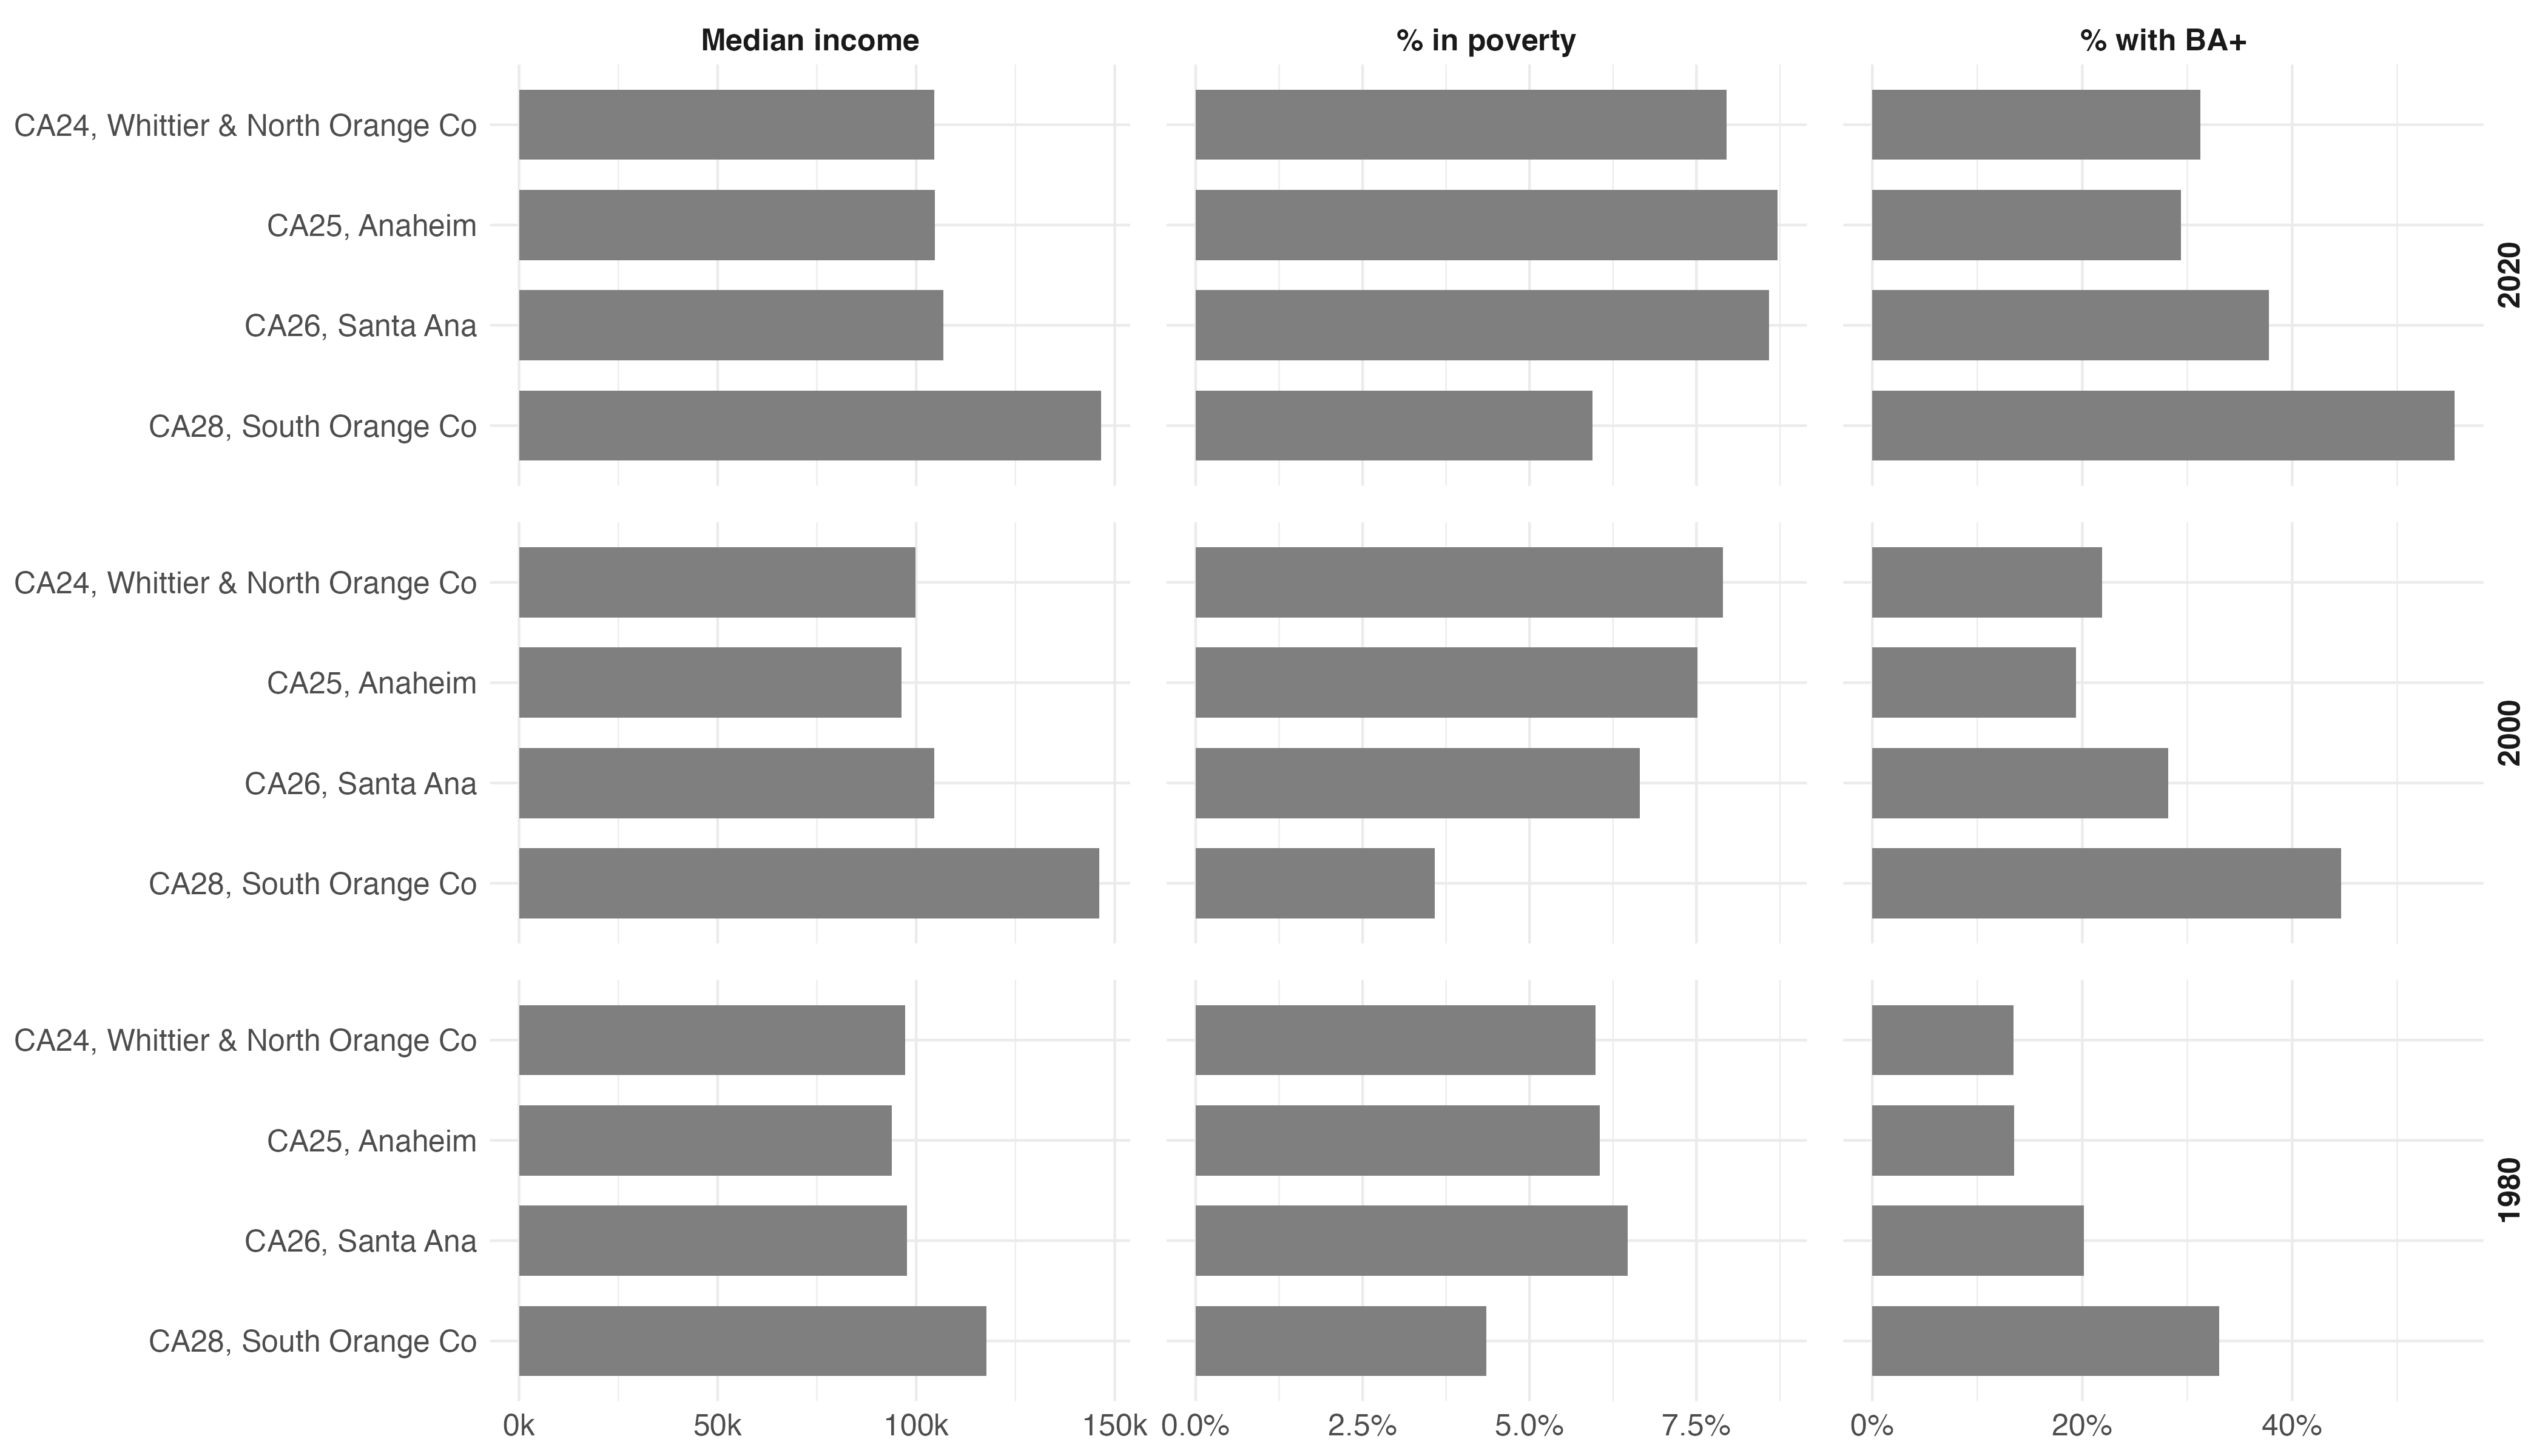 Median income
% in poverty
% with BA+
CA24, Whittier & North Orange Co
CA25, Anaheim
CA26, Santa Ana
CA28, South Orange Co
2020
CA24, Whittier & North Orange Co
CA25, Anaheim
CA26, Santa Ana
CA28, South Orange Co
2000
CA24, Whittier & North Orange Co
CA25, Anaheim
CA26, Santa Ana
CA28, South Orange Co
1980
0k 50k 100k 150k
0.0% 2.5% 5.0% 7.5%
0% 20% 40%